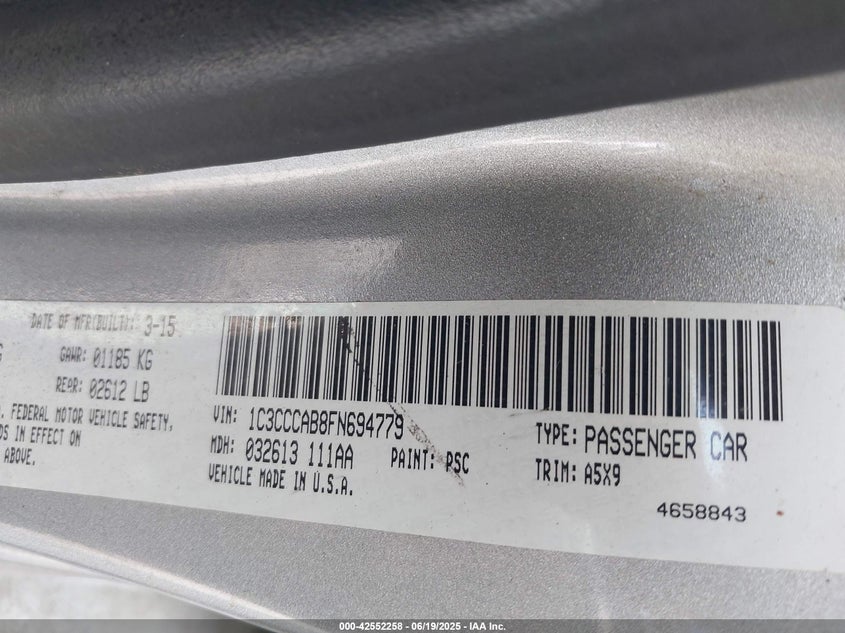 DATE OF MFR(BUILT): 3-15
GAWR: 01185 KG
REAR: 02612 LB
FEDERAL MOTOR VEHICLE SAFETY,
IN EFFECT ON
ABOVE.
VIN: 1C3CCCAB8FN694779
MDH: 032613 111AA
PAINT: PSC
VEHICLE MADE IN U.S.A.
TYPE: PASSENGER CAR
TRIM: A5X9
4658843
000-42552258 - 06/19/2025 - IAA Inc.